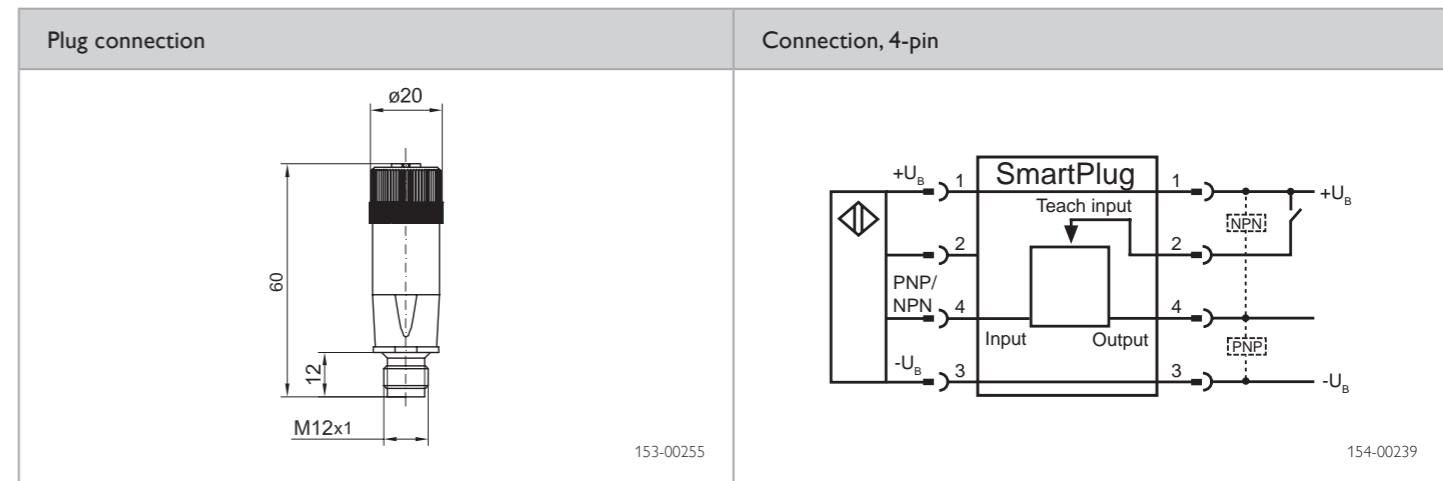 Plug connection
ø20
60
12
M12x1
153-00255
Connection, 4-pin
SmartPlug
+UB 1
1
+UB
Teach input
NPN
2
2
PNP/
NPN 4
4
Input
Output
PNP
-UB 3
3
-UB
154-00239